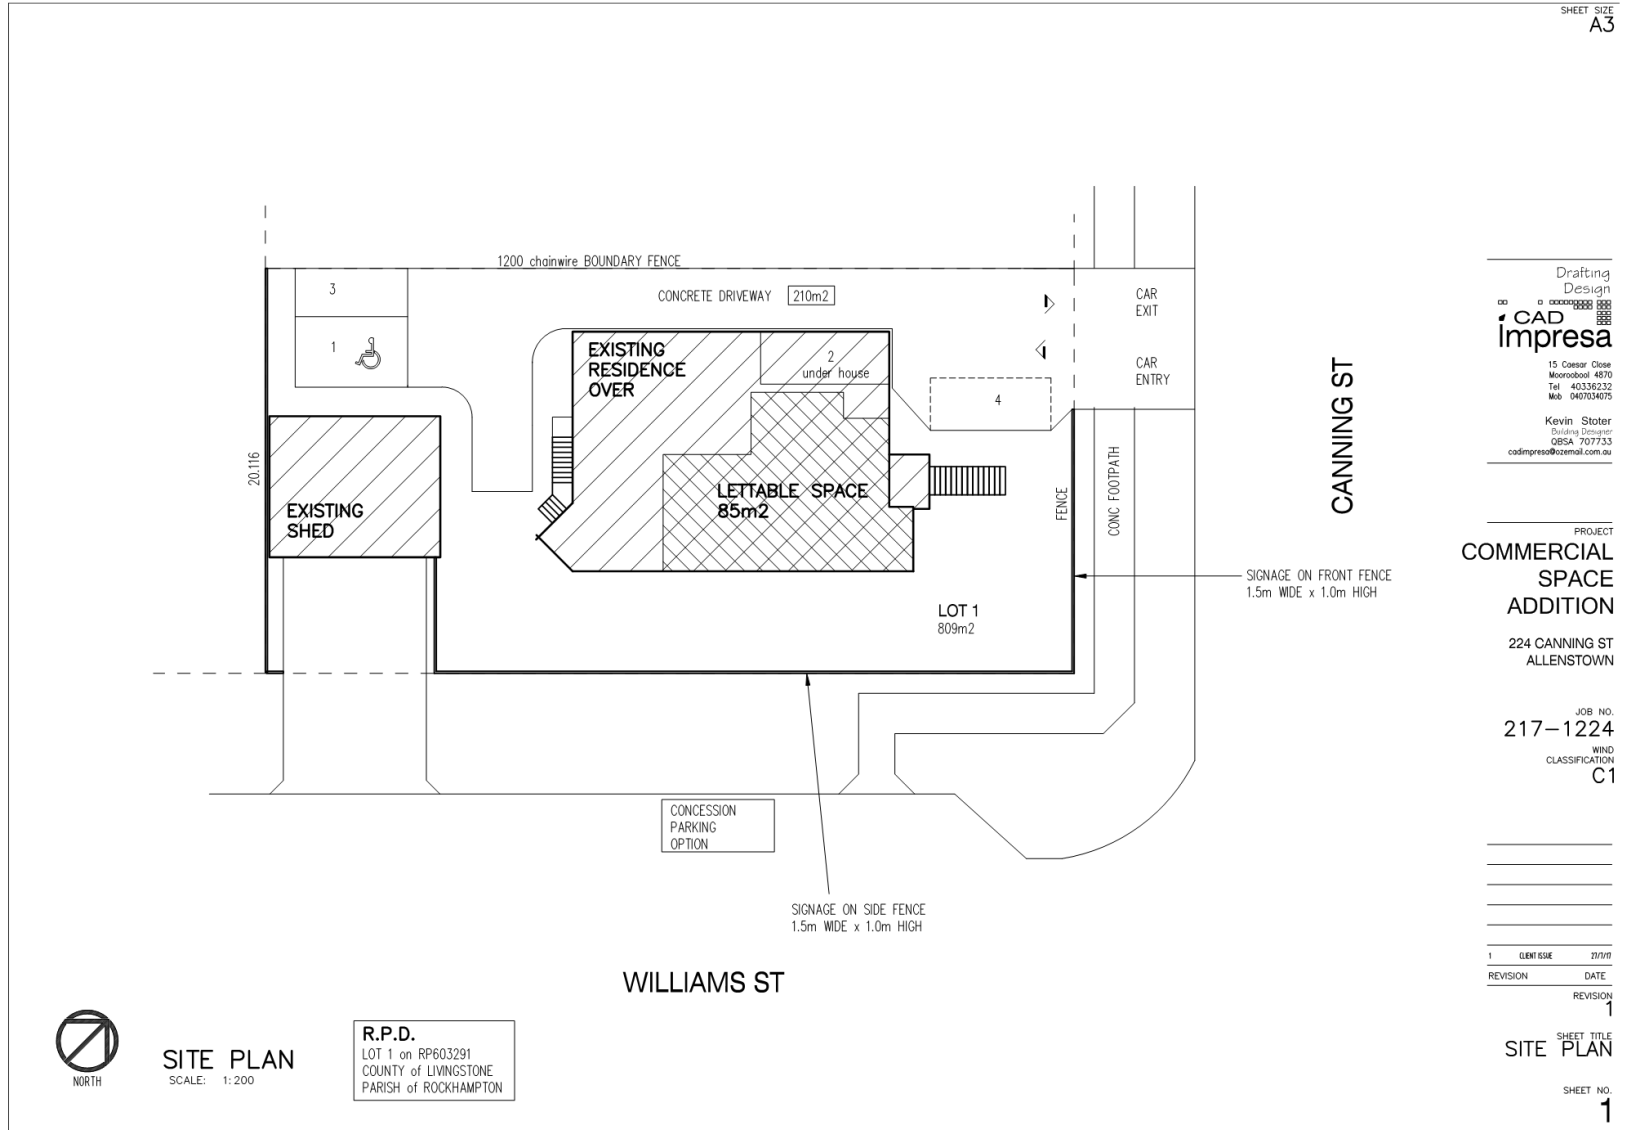 SHEET SIZE
A3
1200 chainwire BOUNDARY FENCE
3
CONCRETE DRIVEWAY 210m2
CAR
EXIT
1
EXISTING
RESIDENCE
OVER
2
under house
CAR
ENTRY
4
20.116
EXISTING
SHED
LETTABLE SPACE
85m2
FENCE
CONC FOOTPATH
CANNING ST
SIGNAGE ON FRONT FENCE
1.5m WIDE x 1.0m HIGH
LOT 1
809m2
CONCESSION
PARKING
OPTION
SIGNAGE ON SIDE FENCE
1.5m WIDE x 1.0m HIGH
WILLIAMS ST
NORTH
SITE PLAN
SCALE: 1:200
R.P.D.
LOT 1 on RP603291
COUNTY of LIVINGSTONE
PARISH of ROCKHAMPTON
Drafting
Design
CAD
impresa
15 Caesar Close
Mooroobool 4870
Tel 40336232
Mob 0407034075
Kevin Stoter
Building Designer
QBSA 707733
cadimpresa@ozemail.com.au
PROJECT
COMMERCIAL
SPACE
ADDITION
224 CANNING ST
ALLENSTOWN
JOB NO.
217-1224
WIND
CLASSIFICATION
C1
1 CLIENT ISSUE 27/7/17
REVISION DATE
REVISION
1
SHEET TITLE
SITE PLAN
SHEET NO.
1